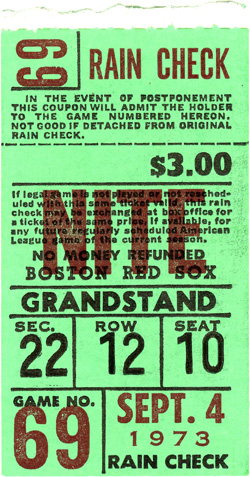 69
RAIN CHECK
IN THE EVENT OF POSTPONEMENT
THIS COUPON WILL ADMIT THE HOLDER
TO THE GAME NUMBERED HEREON.
NOT GOOD IF DETACHED FROM ORIGINAL
RAIN CHECK.
$3.00
If legal game is not played or not resched-
uled with this same ticket valid, this rain
check may be exchanged at box office for
a ticket of the same price, if available, for
any future regularly scheduled American
League game of the current season.
NITE
NO MONEY REFUNDED
BOSTON RED SOX
GRANDSTAND
SEC. ROW SEAT
22 12 10
GAME NO.
69
SEPT. 4
1973
RAIN CHECK